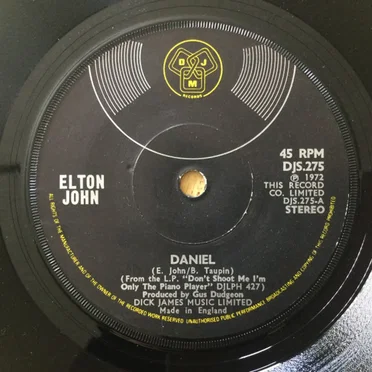 D J M
RECORDS
ELTON
JOHN
45 RPM
DJS.275
Ⓟ 1972
THIS RECORD
CO. LIMITED
DJS.275-A
STEREO
DANIEL
(E. John/B. Taupin)
(From the L.P. "Don't Shoot Me I'm
Only The Piano Player" DJLPH 427)
Produced by Gus Dudgeon
DICK JAMES MUSIC LIMITED
Made in England
ALL RIGHTS OF THE MANUFACTURER AND OF THE OWNER OF THE RECORDED WORK RESERVED UNAUTHORISED PUBLIC PERFORMANCE BROADCASTING AND COPYING OF THIS RECORD PROHIBITED